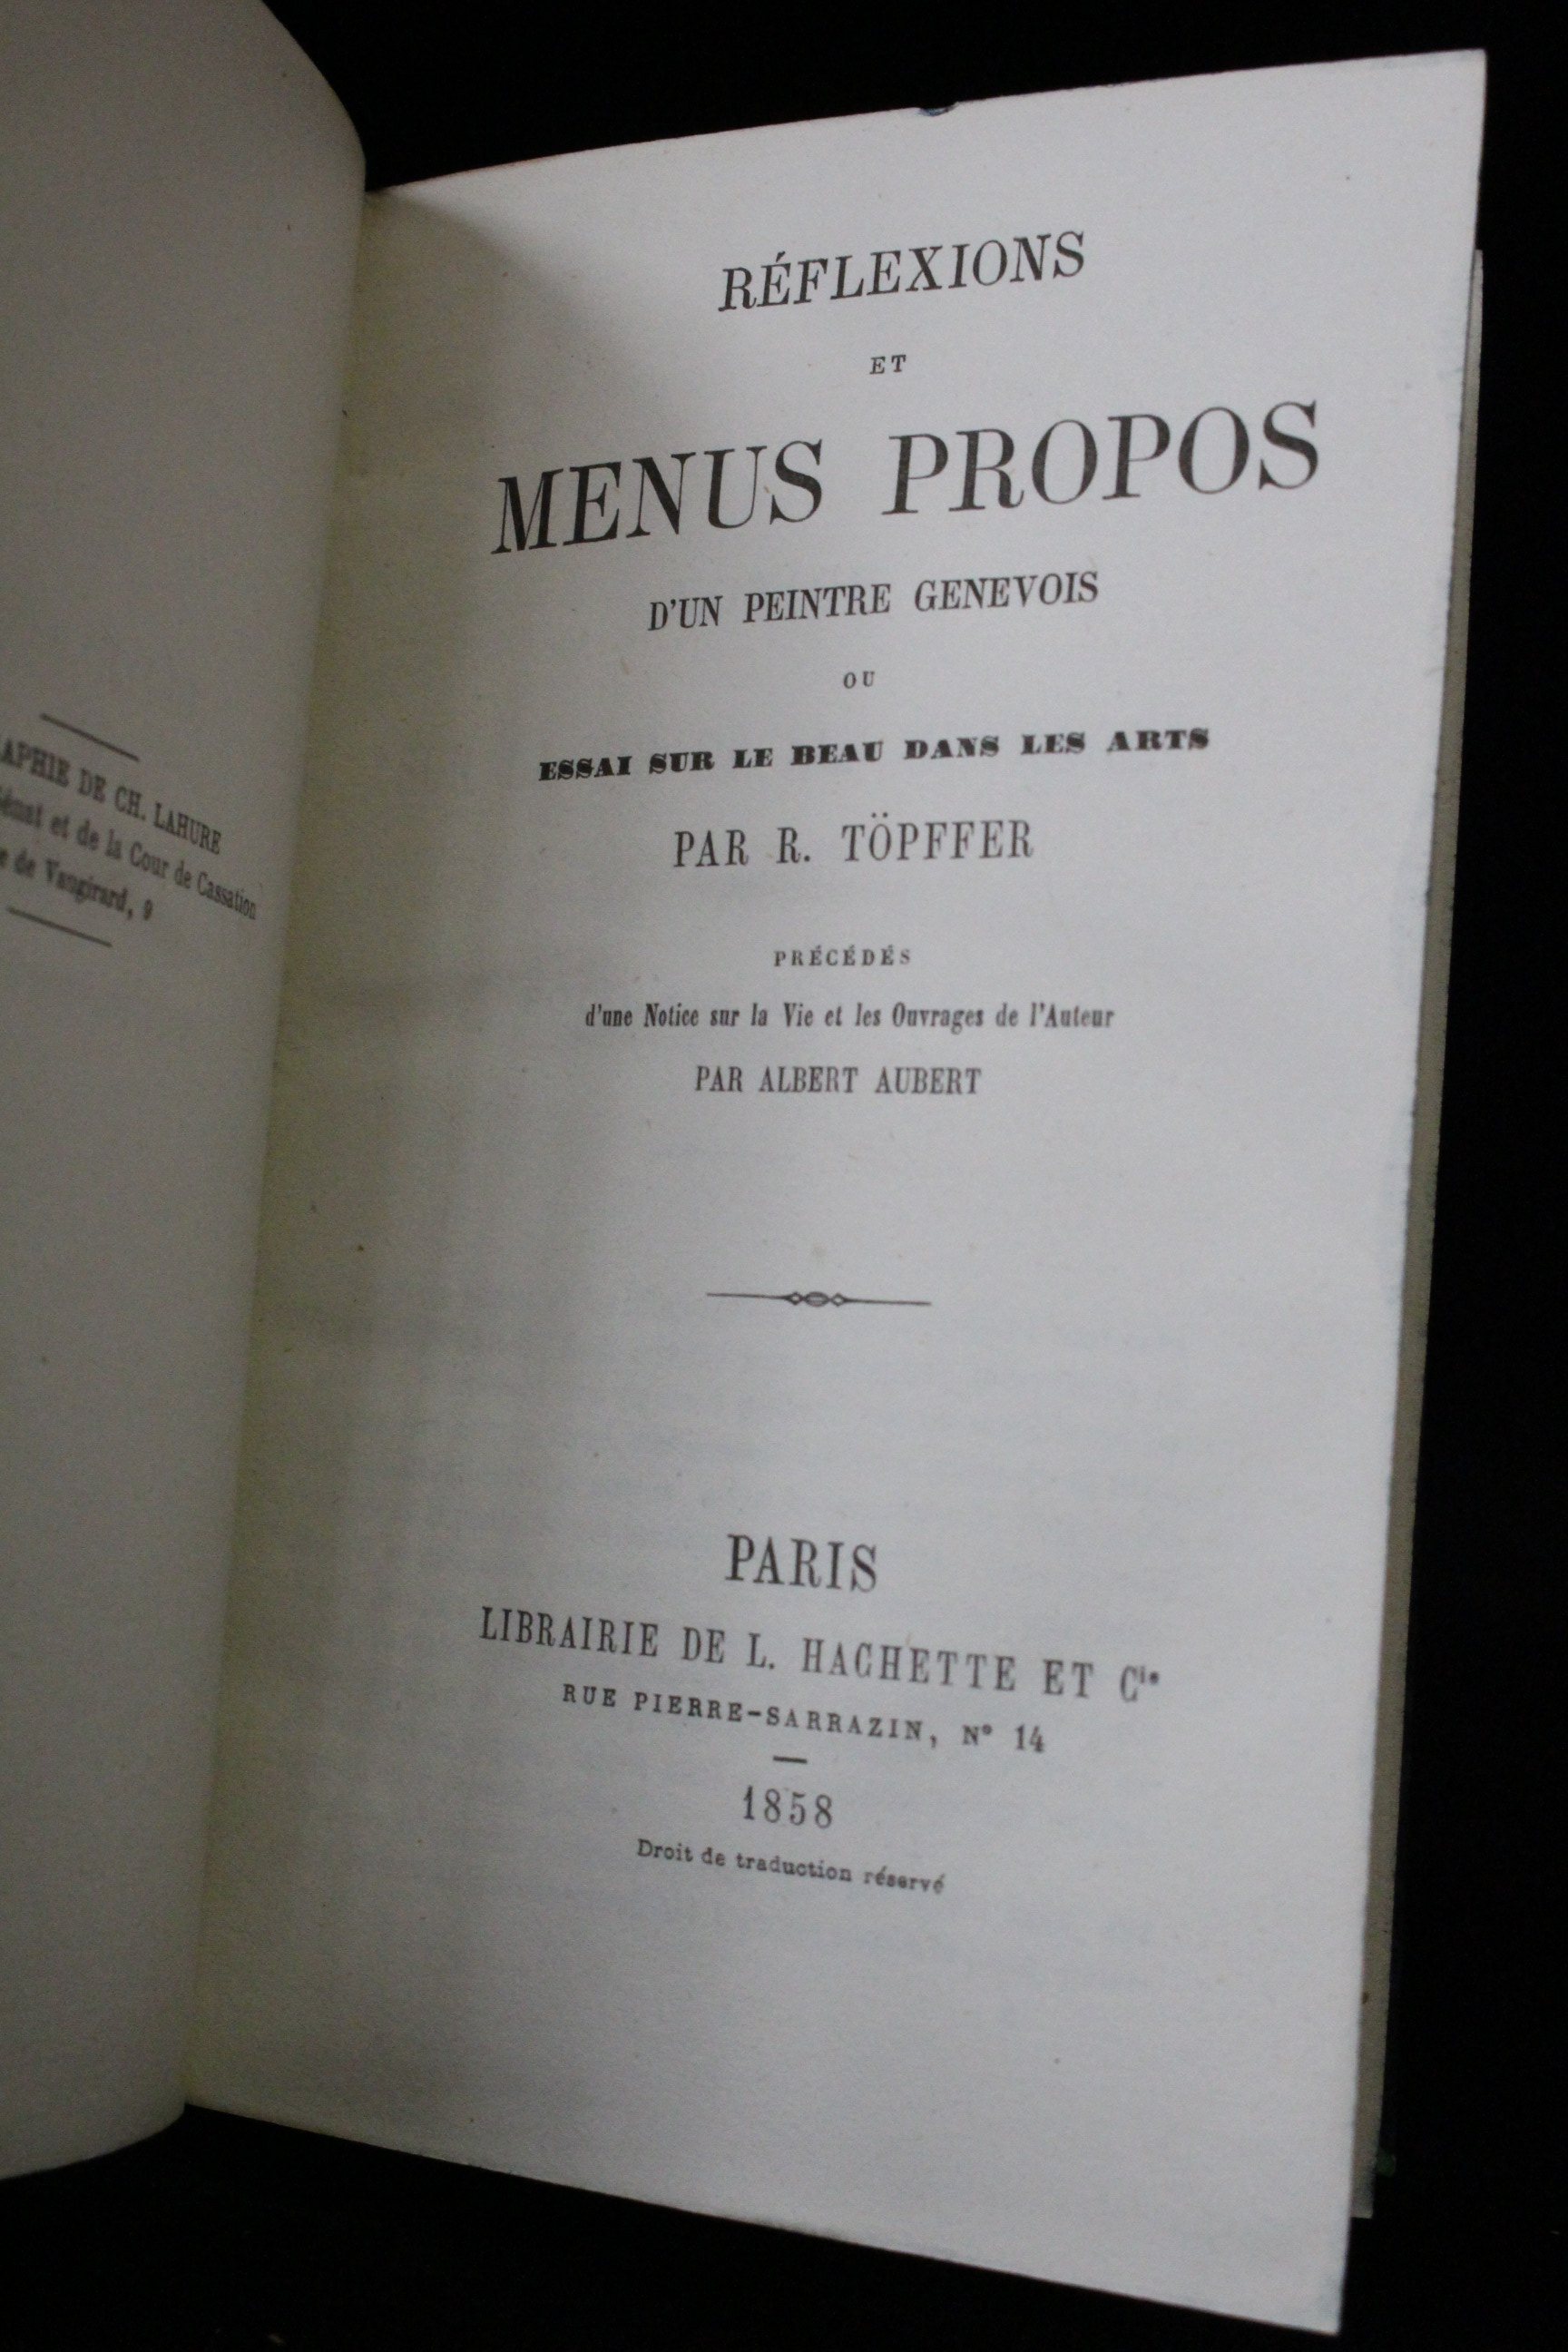 DE CH. LAHURE
et de la Cour de Cassation
de Vaugirard, 9
RÉFLEXIONS
ET
MENUS PROPOS
D'UN PEINTRE GENEVOIS
OU
ESSAI SUR LE BEAU DANS LES ARTS
PAR R. TÖPFFER
PRÉCÉDÉS
d'une Notice sur la Vie et les Ouvrages de l'Auteur
PAR ALBERT AUBERT
PARIS
LIBRAIRIE DE L. HACHETTE ET Cie
RUE PIERRE-SARRAZIN, N° 14
1858
Droit de traduction réservé